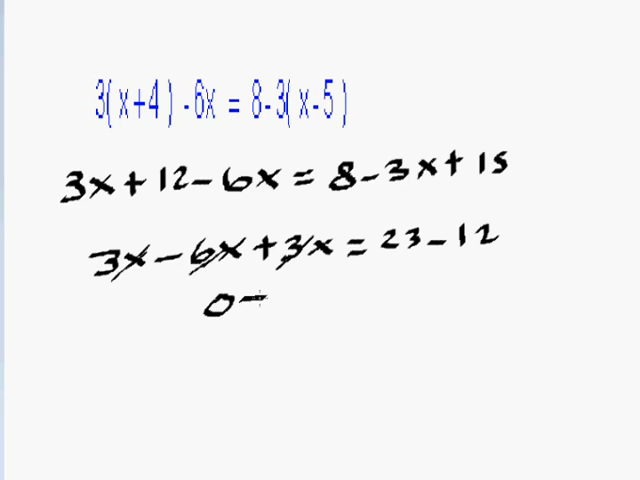 3(x+4)-6x = 8-3(x-5)
3x+12-6x=8-3x+15
3x-6x+3x=23-12
0=